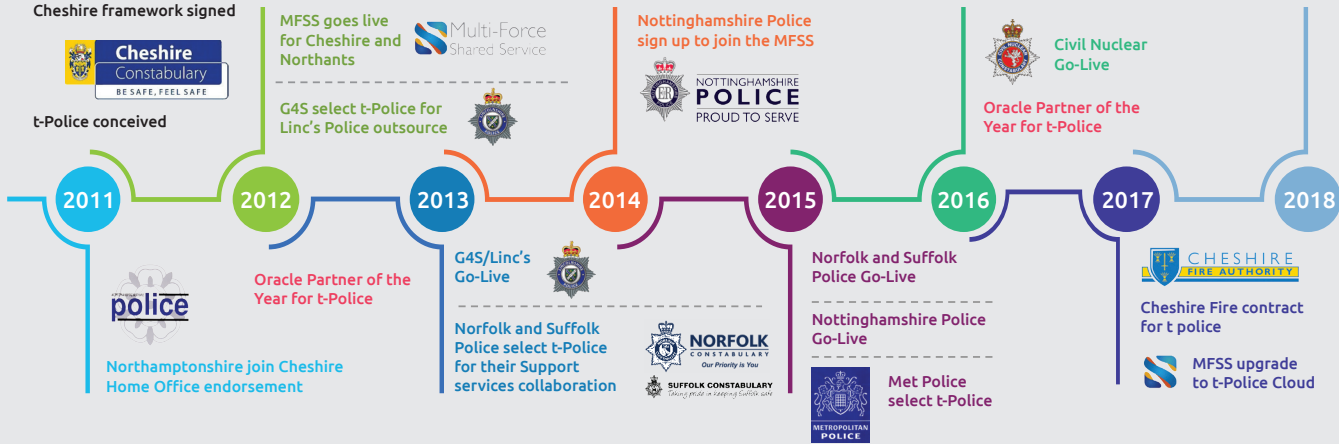 Cheshire framework signed
Cheshire
Constabulary
BE SAFE, FEEL SAFE
t-Police conceived
MFSS goes live
for Cheshire and
Northants
Multi-Force
Shared Service
G4S select t-Police for
Linc's Police outsource
Nottinghamshire Police
sign up to join the MFSS
NOTTINGHAMSHIRE
POLICE
PROUD TO SERVE
Civil Nuclear
Go-Live
Oracle Partner of the
Year for t-Police
2011
2012
2013
2014
2015
2016
2017
2018
police
Northamptonshire join Cheshire
Home Office endorsement
Oracle Partner of the
Year for t-Police
G4S/Linc's
Go-Live
Norfolk and Suffolk
Police select t-Police
for their Support
services collaboration
NORFOLK
CONSTABULARY
Our Priority is You
SUFFOLK CONSTABULARY
Taking pride in keeping Suffolk safe
Norfolk and Suffolk
Police Go-Live
Nottinghamshire Police
Go-Live
METROPOLITAN
POLICE
Met Police
select t-Police
CHESHIRE
FIRE AUTHORITY
Cheshire Fire contract
for t police
MFSS upgrade
to t-Police Cloud